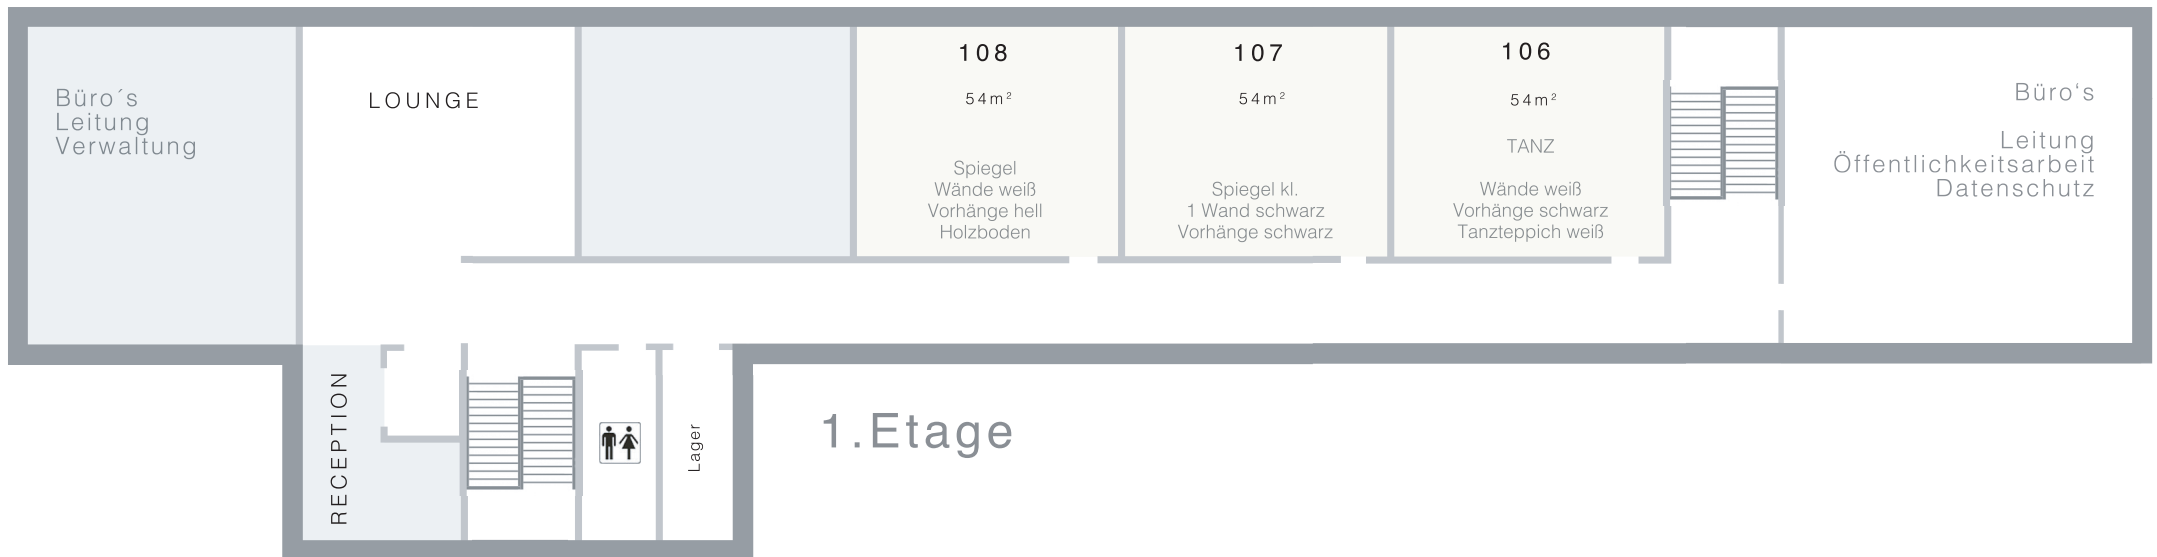 Büro´s
Leitung
Verwaltung
LOUNGE
108
54m²
Spiegel
Wände weiß
Vorhänge hell
Holzboden
107
54m²
Spiegel kl.
1 Wand schwarz
Vorhänge schwarz
106
54m²
TANZ
Wände weiß
Vorhänge schwarz
Tanzteppich weiß
Büro‘s
Leitung
Öffentlichkeitsarbeit
Datenschutz
RECEPTION
Lager
1.Etage